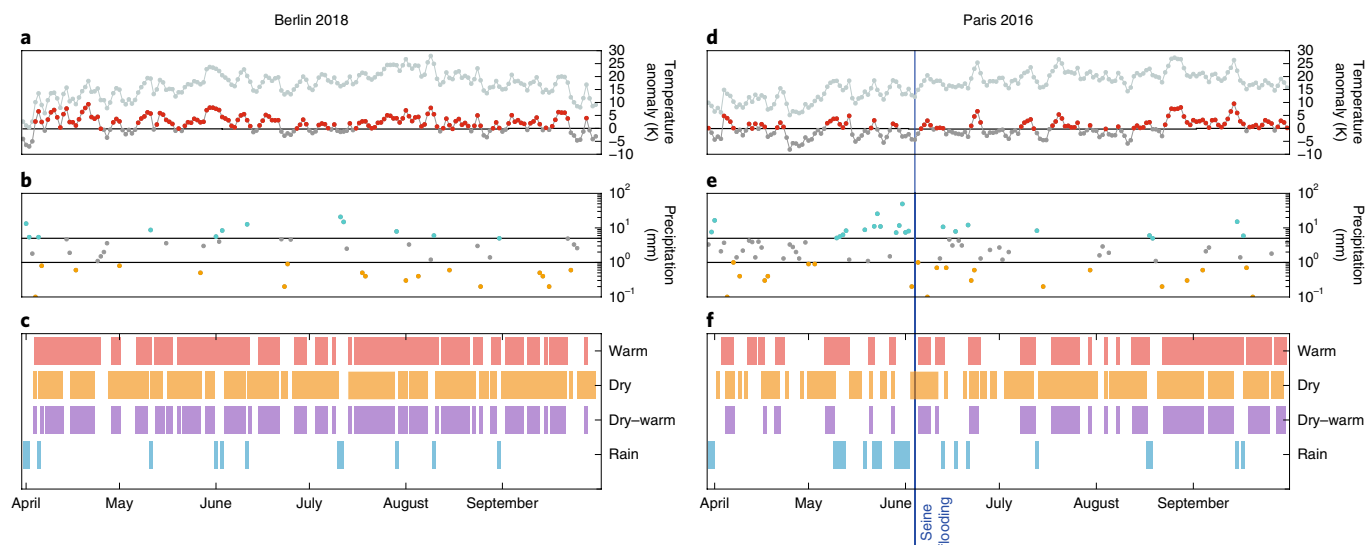 Berlin 2018
a
30
25
20
15
10
5
0
−5
−10
Temperature
anomaly (K)
b
10²
10¹
10⁰
10⁻¹
Precipitation
(mm)
c
Warm
Dry
Dry–warm
Rain
April May June July August September
Paris 2016
d
30
25
20
15
10
5
0
−5
−10
Temperature
anomaly (K)
e
10²
10¹
10⁰
10⁻¹
Precipitation
(mm)
f
Warm
Dry
Dry–warm
Rain
April May June July August September
Seine
flooding